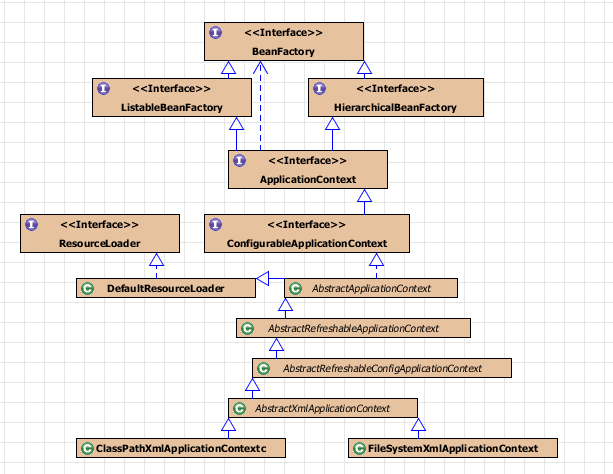 <<Interface>>
BeanFactory
<<Interface>>
ListableBeanFactory
<<Interface>>
HierarchicalBeanFactory
<<Interface>>
ApplicationContext
<<Interface>>
ResourceLoader
<<Interface>>
ConfigurableApplicationContext
DefaultResourceLoader
AbstractApplicationContext
AbstractRefreshableApplicationContext
AbstractRefreshableConfigApplicationContext
AbstractXmlApplicationContext
ClassPathXmlApplicationContextc
FileSystemXmlApplicationContext